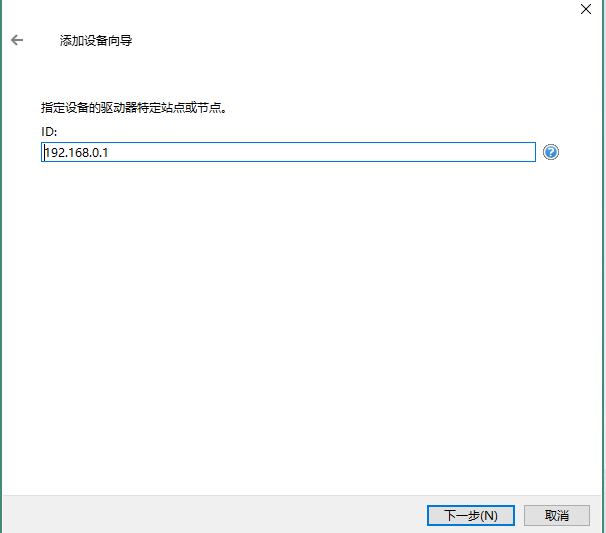 添加设备向导
指定设备的驱动器特定站点或节点。
ID:
192.168.0.1
下一步(N)
取消